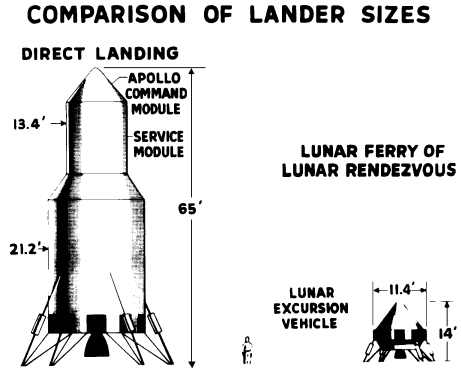 COMPARISON OF LANDER SIZES
DIRECT LANDING
APOLLO
COMMAND
MODULE
13.4'
SERVICE
MODULE
65'
21.2'
LUNAR FERRY OF
LUNAR RENDEZVOUS
LUNAR
EXCURSION
VEHICLE
11.4'
14'